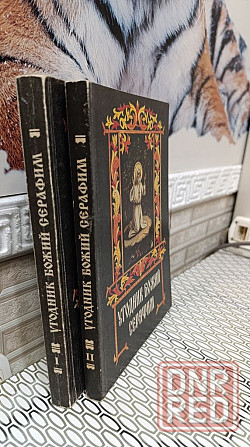 I УГОДНИК БОЖИЙ СЕРАФИМ
II УГОДНИК БОЖИЙ СЕРАФИМ
УГОДНИК БОЖИЙ
СЕРАФИМ
DNR
RED